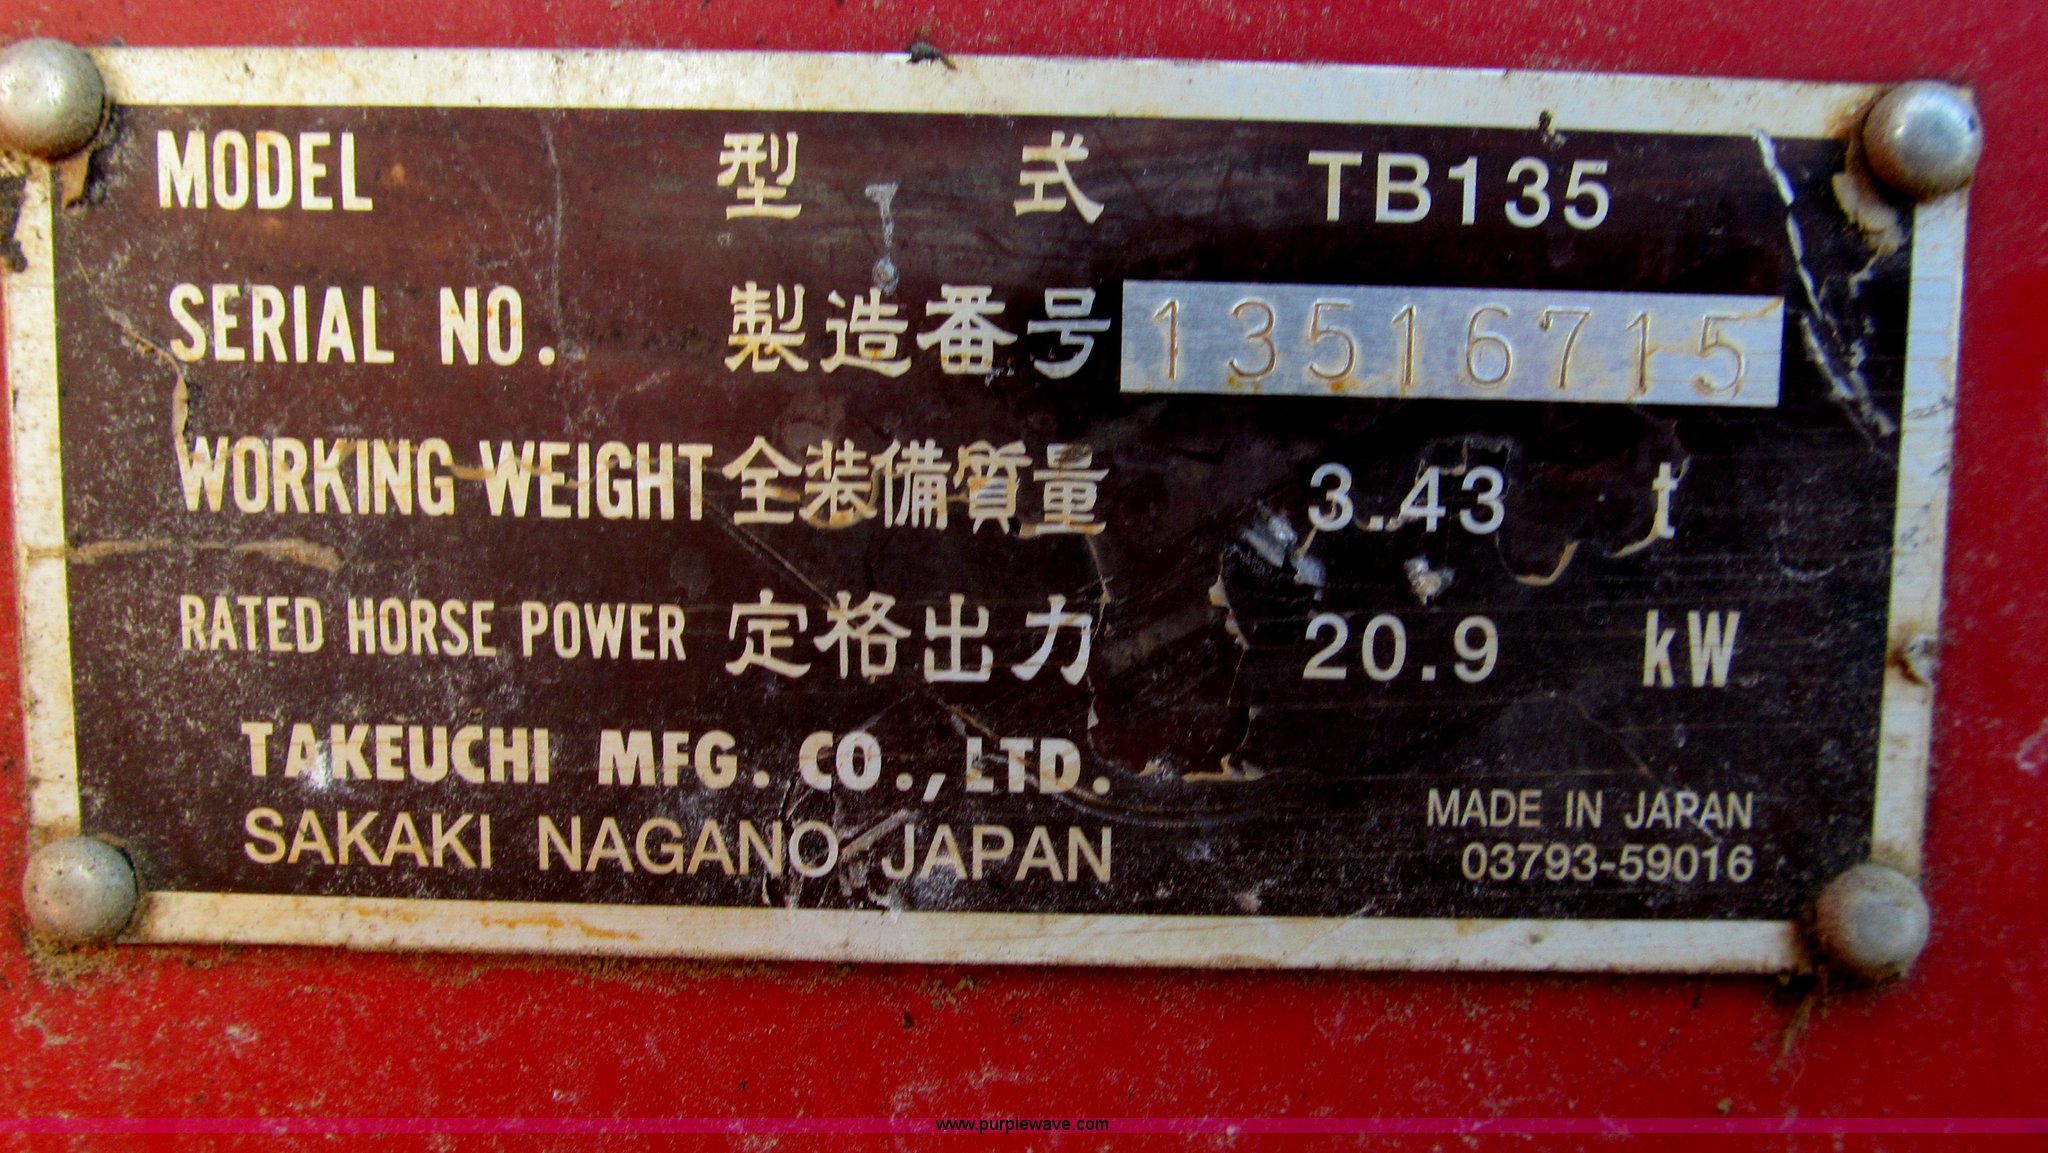 MODEL 型 式 TB135
SERIAL NO. 製造番号 13516715
WORKING WEIGHT 全装備質量 3.43 t
RATED HORSE POWER 定格出力 20.9 kW
TAKEUCHI MFG. CO., LTD.
SAKAKI NAGANO JAPAN
MADE IN JAPAN
03793-59016
www.purplewave.com